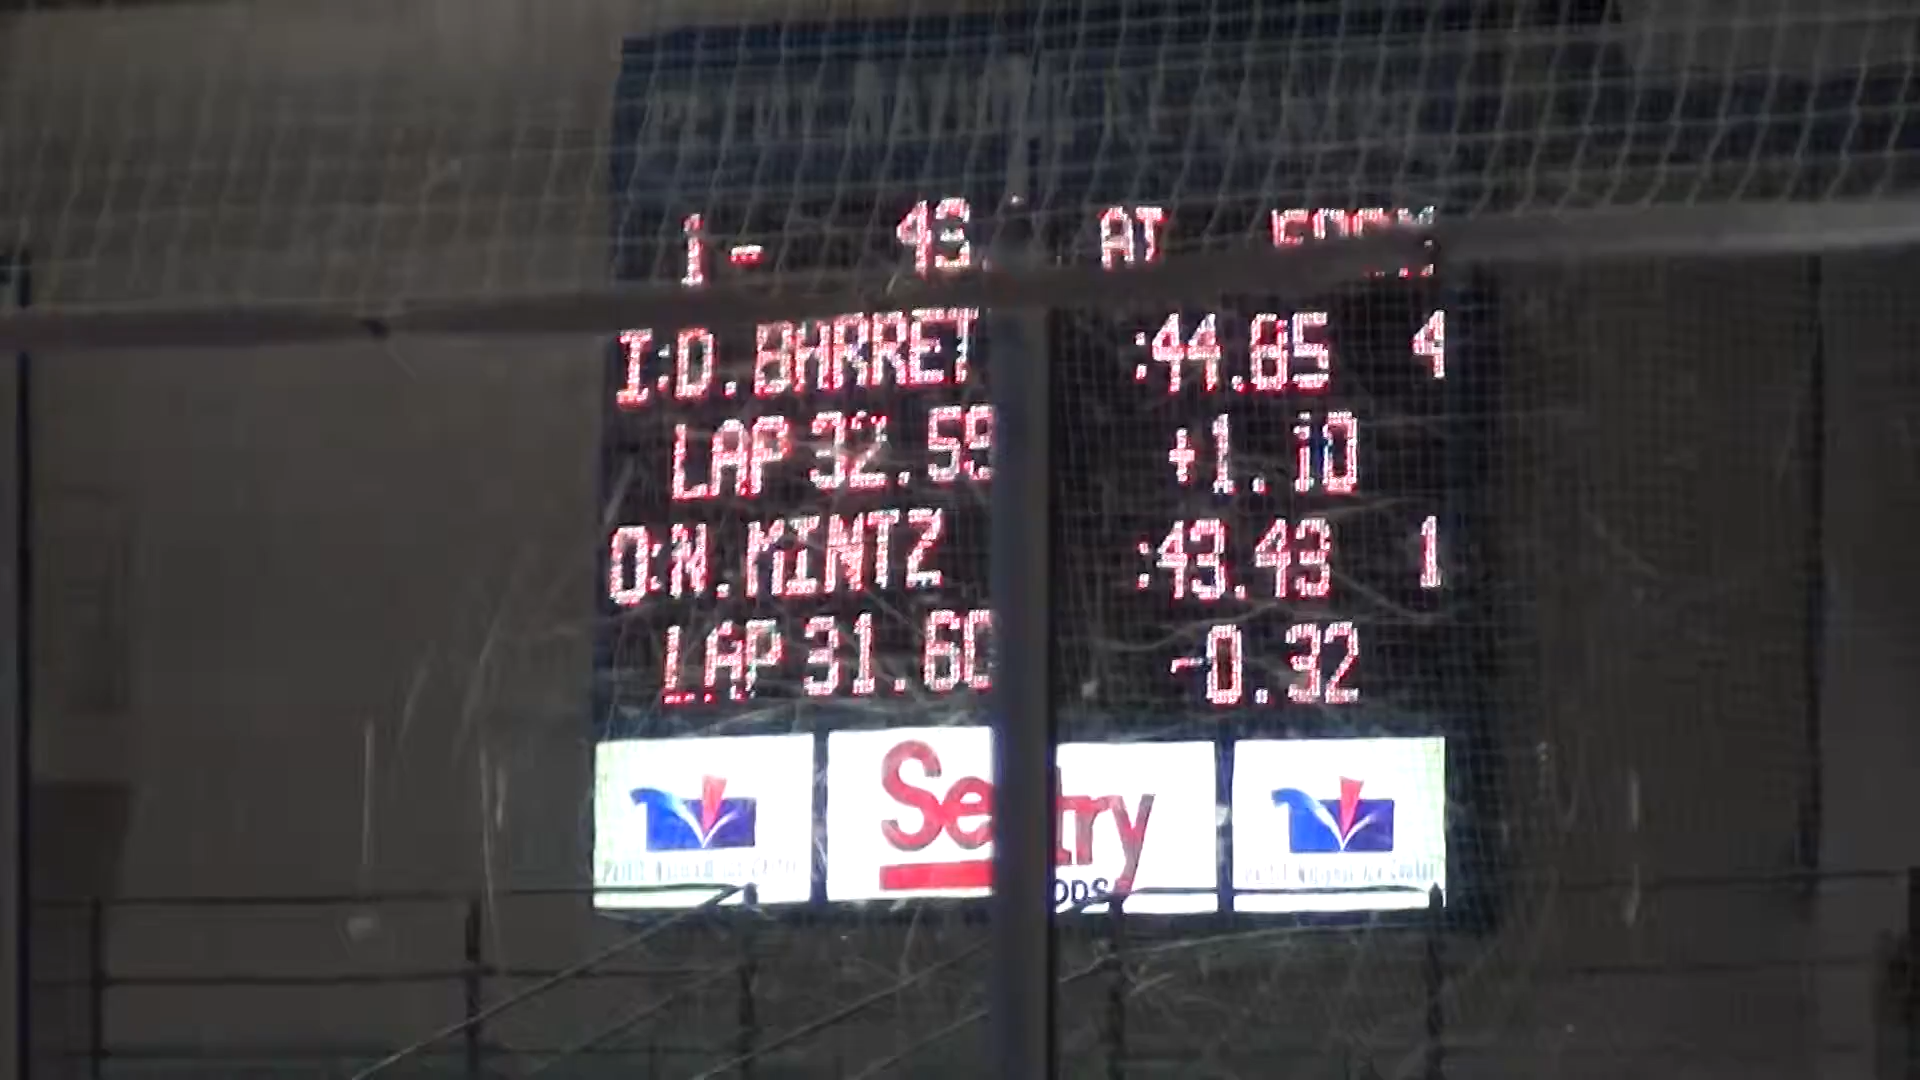 1- 43. AT 500M
I:D.BARRET :44.85 4
LAP 32.59 +1.10
O:N.MINTZ :43.43 1
LAP 31.60 -0.32